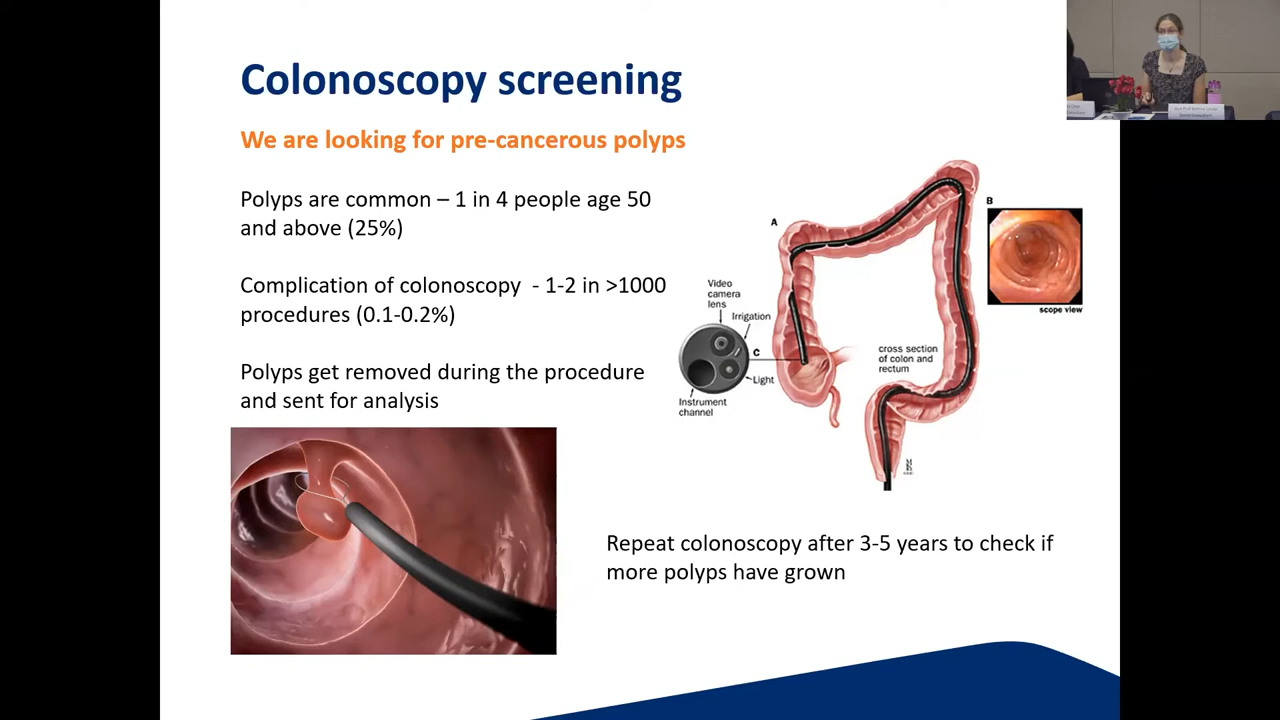 Colonoscopy screening
We are looking for pre-cancerous polyps
Polyps are common – 1 in 4 people age 50
and above (25%)
Complication of colonoscopy - 1-2 in >1000
procedures (0.1-0.2%)
Polyps get removed during the procedure
and sent for analysis
A
B
scope view
Video
camera
lens
Irrigation
C
Light
Instrument
channel
cross section
of colon and
rectum
Repeat colonoscopy after 3-5 years to check if
more polyps have grown